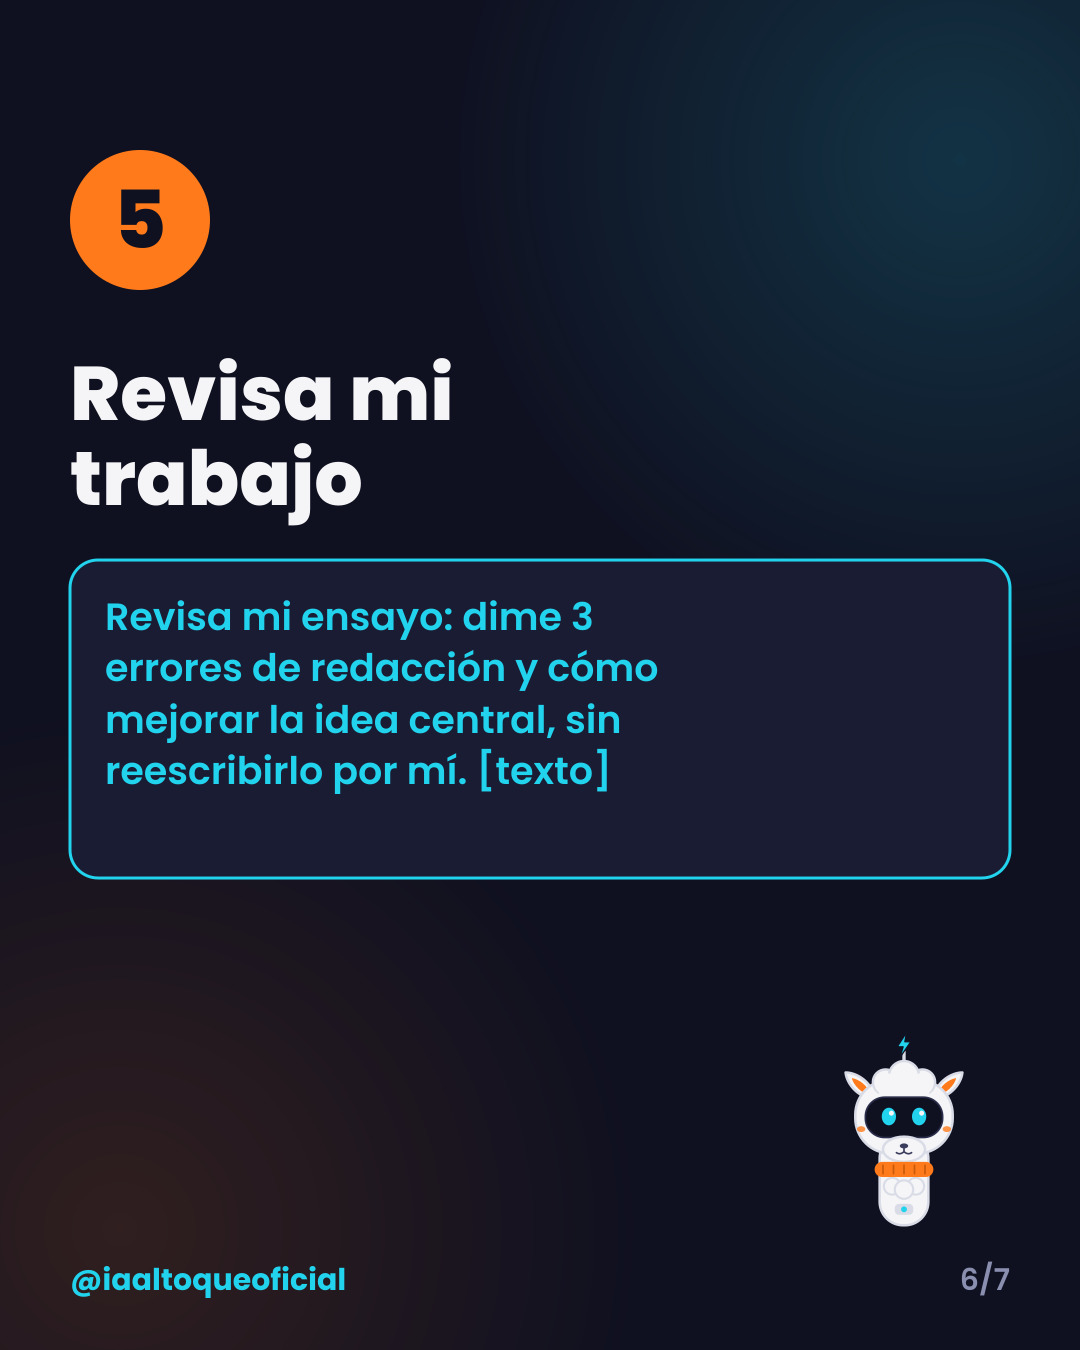 5
Revisa mi
trabajo
Revisa mi ensayo: dime 3
errores de redacción y cómo
mejorar la idea central, sin
reescribirlo por mí. [texto]
@iaaltoqueoficial
6/7